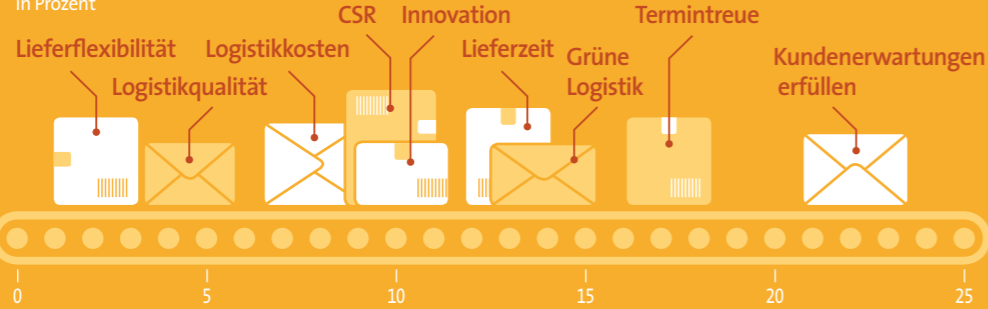 in Prozent
CSR
Innovation
Termintreue
Lieferflexibilität
Logistikkosten
Lieferzeit
Grüne
Logistik
Kundenerwartungen
erfüllen
Logistikqualität
0
5
10
15
20
25